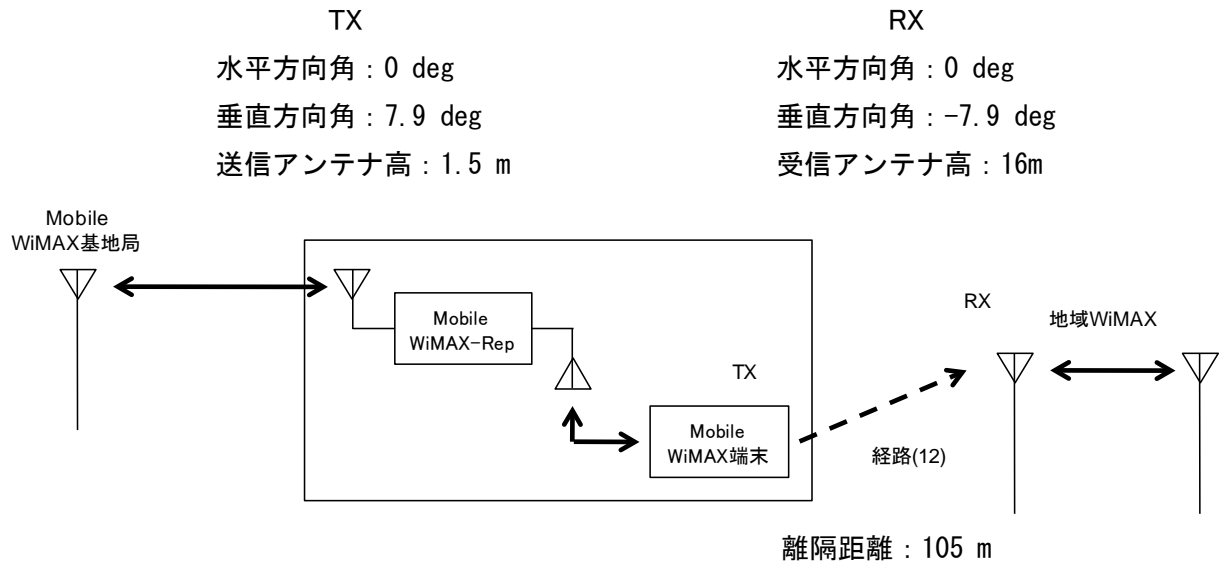 TX
RX
水平方向角：0 deg
水平方向角：0 deg
垂直方向角：7.9 deg
垂直方向角：-7.9 deg
送信アンテナ高：1.5 m
受信アンテナ高：16m
Mobile
WiMAX基地局
Mobile
WiMAX-Rep
TX
Mobile
WiMAX端末
RX
地域WiMAX
経路(12)
離隔距離：105 m